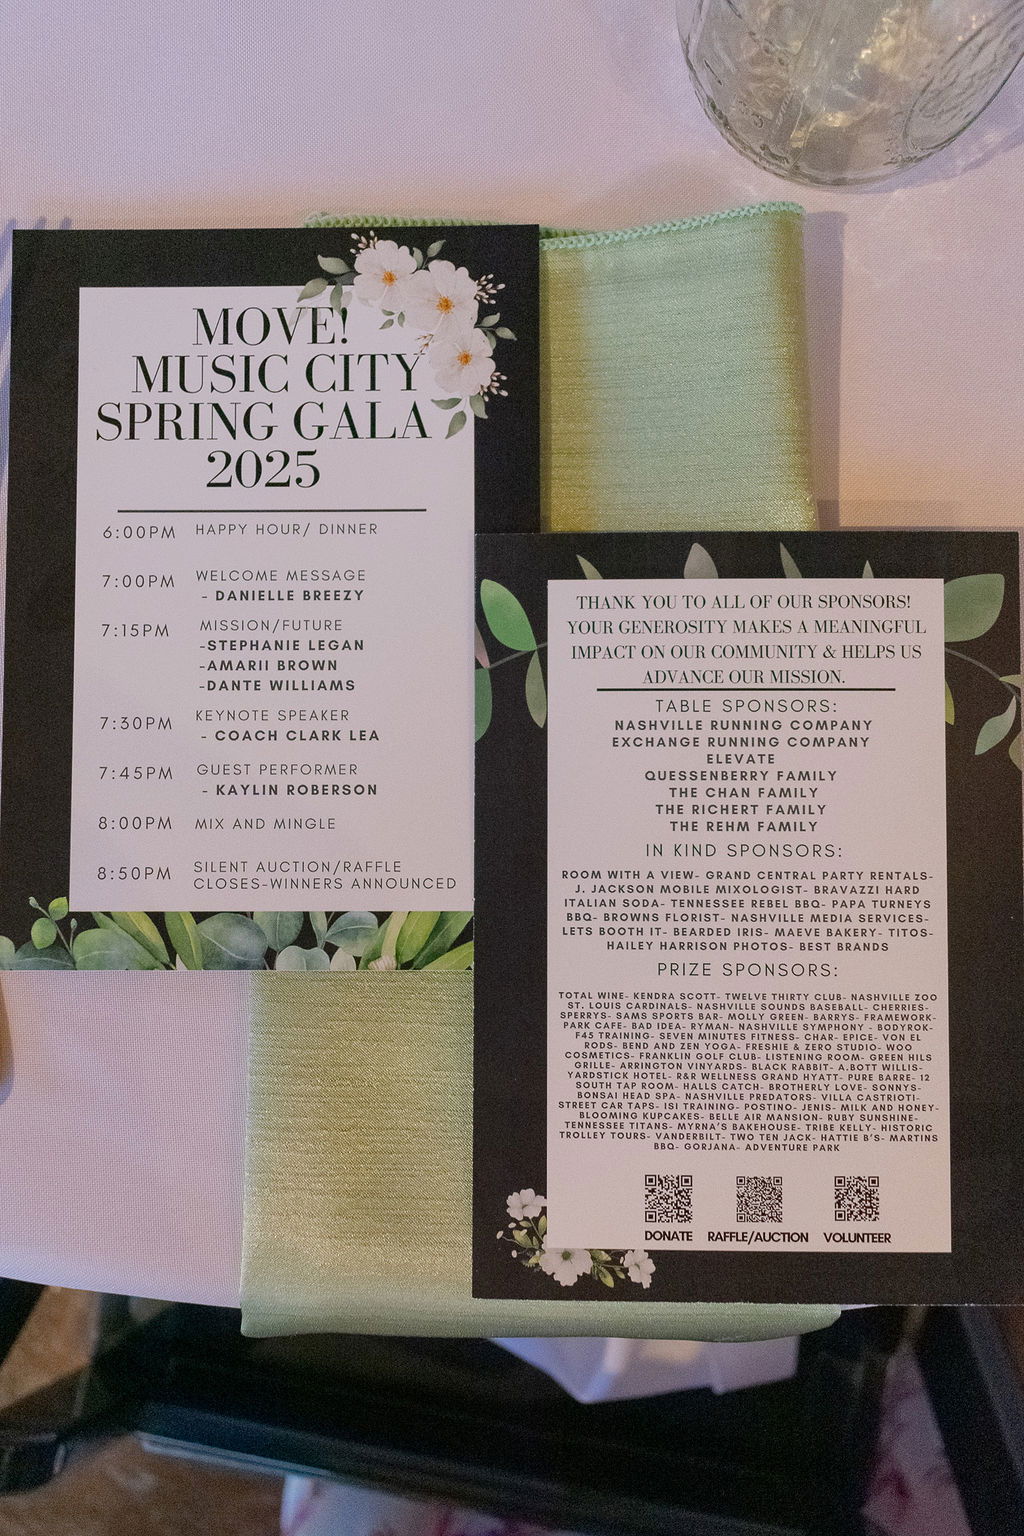 MOVE!
MUSIC CITY
SPRING GALA
2025
6:00PM HAPPY HOUR/ DINNER
7:00PM WELCOME MESSAGE
- DANIELLE BREEZY
7:15PM MISSION/FUTURE
-STEPHANIE LEGAN
-AMARII BROWN
-DANTE WILLIAMS
7:30PM KEYNOTE SPEAKER
- COACH CLARK LEA
7:45PM GUEST PERFORMER
- KAYLIN ROBERSON
8:00PM MIX AND MINGLE
8:50PM SILENT AUCTION/RAFFLE
CLOSES-WINNERS ANNOUNCED
THANK YOU TO ALL OF OUR SPONSORS!
YOUR GENEROSITY MAKES A MEANINGFUL
IMPACT ON OUR COMMUNITY & HELPS US
ADVANCE OUR MISSION.
TABLE SPONSORS:
NASHVILLE RUNNING COMPANY
EXCHANGE RUNNING COMPANY
ELEVATE
QUESSENBERRY FAMILY
THE CHAN FAMILY
THE RICHERT FAMILY
THE REHM FAMILY
IN KIND SPONSORS:
ROOM WITH A VIEW- GRAND CENTRAL PARTY RENTALS-
J. JACKSON MOBILE MIXOLOGIST- BRAVAZZI HARD
ITALIAN SODA- TENNESSEE REBEL BBQ- PAPA TURNEYS
BBQ- BROWNS FLORIST- NASHVILLE MEDIA SERVICES-
LETS BOOTH IT- BEARDED IRIS- MAEVE BAKERY- TITOS-
HAILEY HARRISON PHOTOS- BEST BRANDS
PRIZE SPONSORS:
TOTAL WINE- KENDRA SCOTT- TWELVE THIRTY CLUB- NASHVILLE ZOO
ST. LOUIS CARDINALS- NASHVILLE SOUNDS BASEBALL- CHERRIES-
SPERRYS- SAMS SPORTS BAR- MOLLY GREEN- BARRYS- FRAMEWORK-
PARK CAFE- BAD IDEA- RYMAN- NASHVILLE SYMPHONY - BODYROK-
F45 TRAINING- SEVEN MINUTES FITNESS- CHAR- EPICE- VON EL
RODS- BEND AND ZEN YOGA- FRESHIE & ZERO STUDIO- WOO
COSMETICS- FRANKLIN GOLF CLUB- LISTENING ROOM- GREEN HILS
GRILLE- ARRINGTON VINYARDS- BLACK RABBIT- A.BOTT WILLIS-
YARDSTICK HOTEL- R&R WELLNESS GRAND HYATT- PURE BARRE- 12
SOUTH TAP ROOM- HALLS CATCH- BROTHERLY LOVE- SONNYS-
BONSAI HEAD SPA- NASHVILLE PREDATORS- VILLA CASTRIOTI-
STREET CAR TAPS- ISI TRAINING- POSTINO- JENIS- MILK AND HONEY-
BLOOMING KUPCAKES- BELLE AIR MANSION- RUBY SUNSHINE-
TENNESSEE TITANS- MYRNA'S BAKEHOUSE- TRIBE KELLY- HISTORIC
TROLLEY TOURS- VANDERBILT- TWO TEN JACK- HATTIE B'S- MARTINS
BBQ- GORJANA- ADVENTURE PARK
DONATE RAFFLE/AUCTION VOLUNTEER